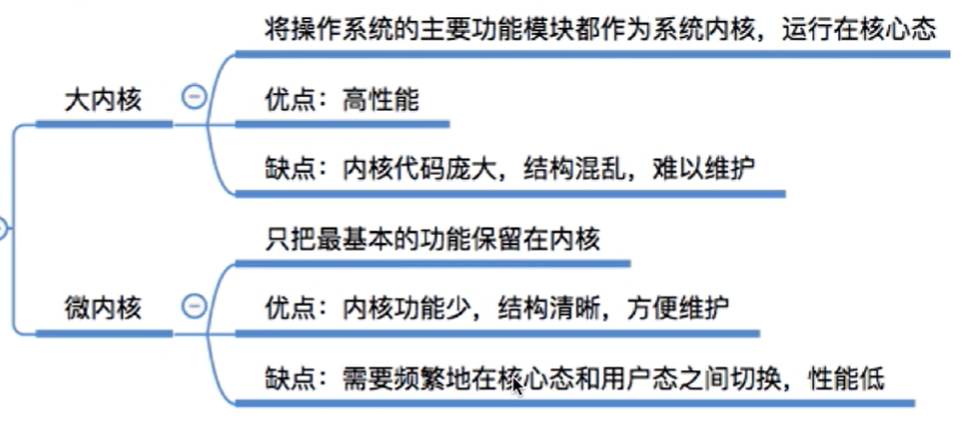 将操作系统的主要功能模块都作为系统内核，运行在核心态
大内核
优点：高性能
缺点：内核代码庞大，结构混乱，难以维护
只把最基本的功能保留在内核
微内核
优点：内核功能少，结构清晰，方便维护
缺点：需要频繁地在核心态和用户态之间切换，性能低